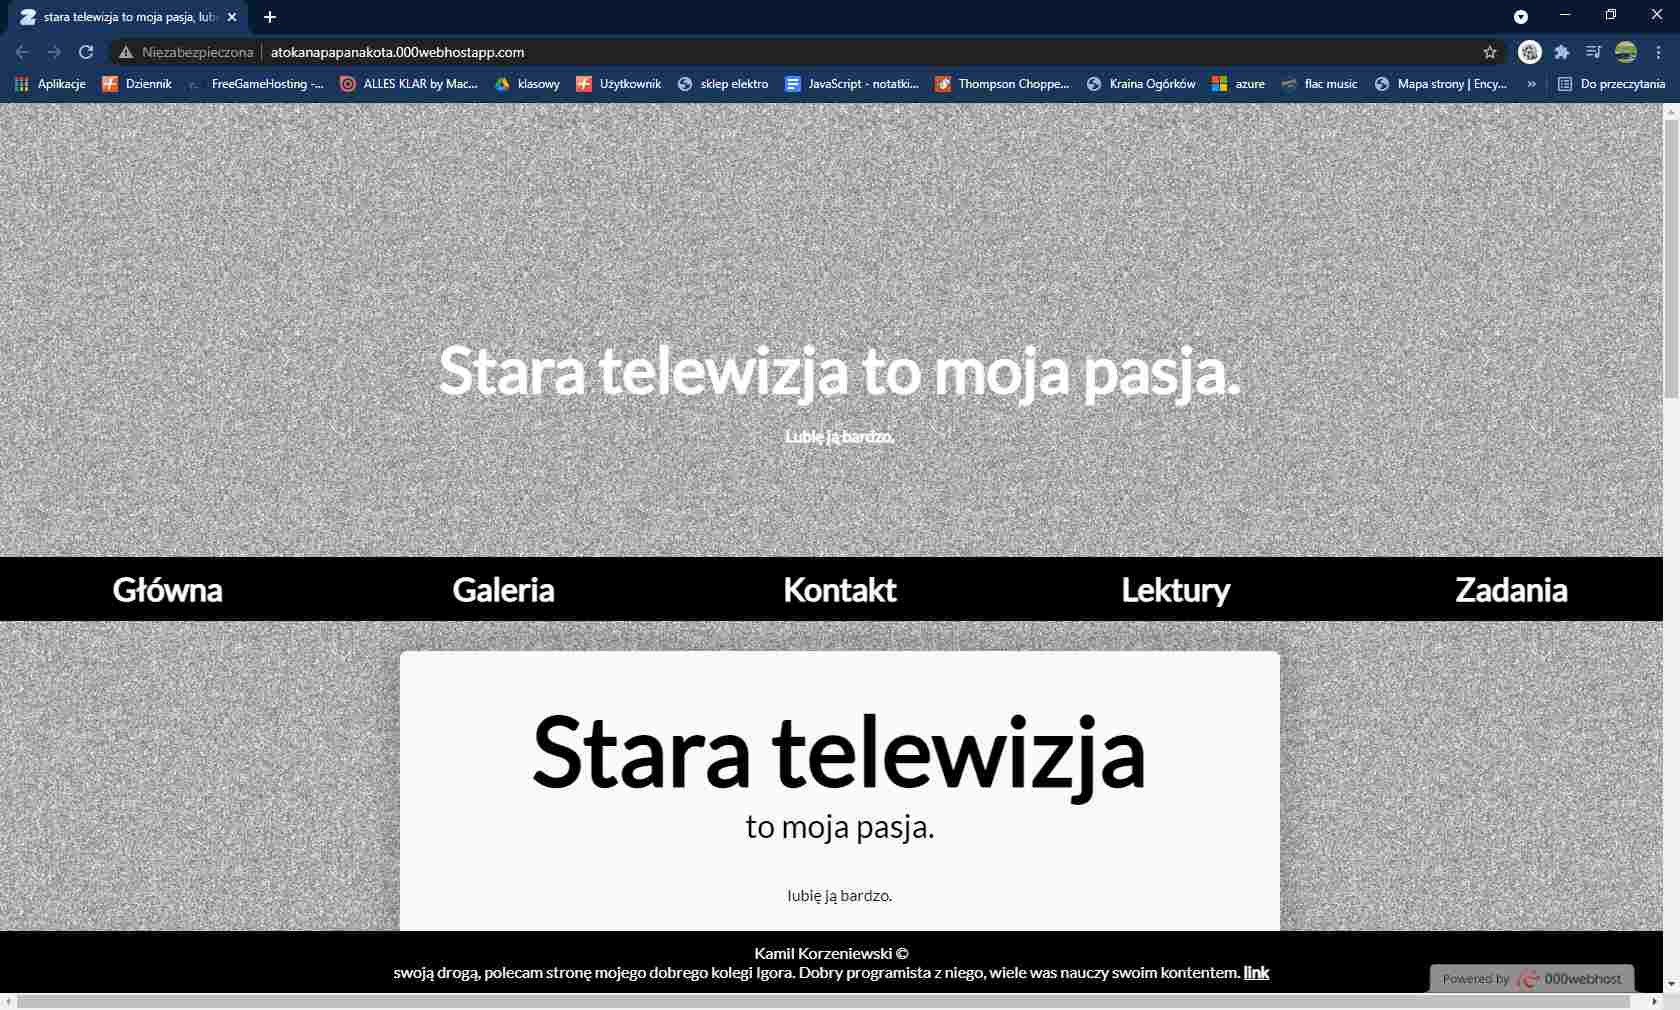 stara telewizja to moja pasja, lubi
Niezabezpieczona
atokanapapanakota.000webhostapp.com
Aplikacje
Dziennik
FreeGameHosting -...
ALLES KLAR by Mac...
klasowy
Użytkownik
sklep elektro
JavaScript - notatki...
Thompson Choppe...
Kraina Ogórków
azure
flac music
Mapa strony | Ency...
»
Do przeczytania
Stara telewizja to moja pasja.
Lubię ją bardzo.
Główna
Galeria
Kontakt
Lektury
Zadania
Stara telewizja
to moja pasja.
lubię ją bardzo.
Kamil Korzeniewski ©
swoją drogą, polecam stronę mojego dobrego kolegi Igora. Dobry programista z niego, wiele was nauczy swoim kontentem. link
Powered by 000webhost